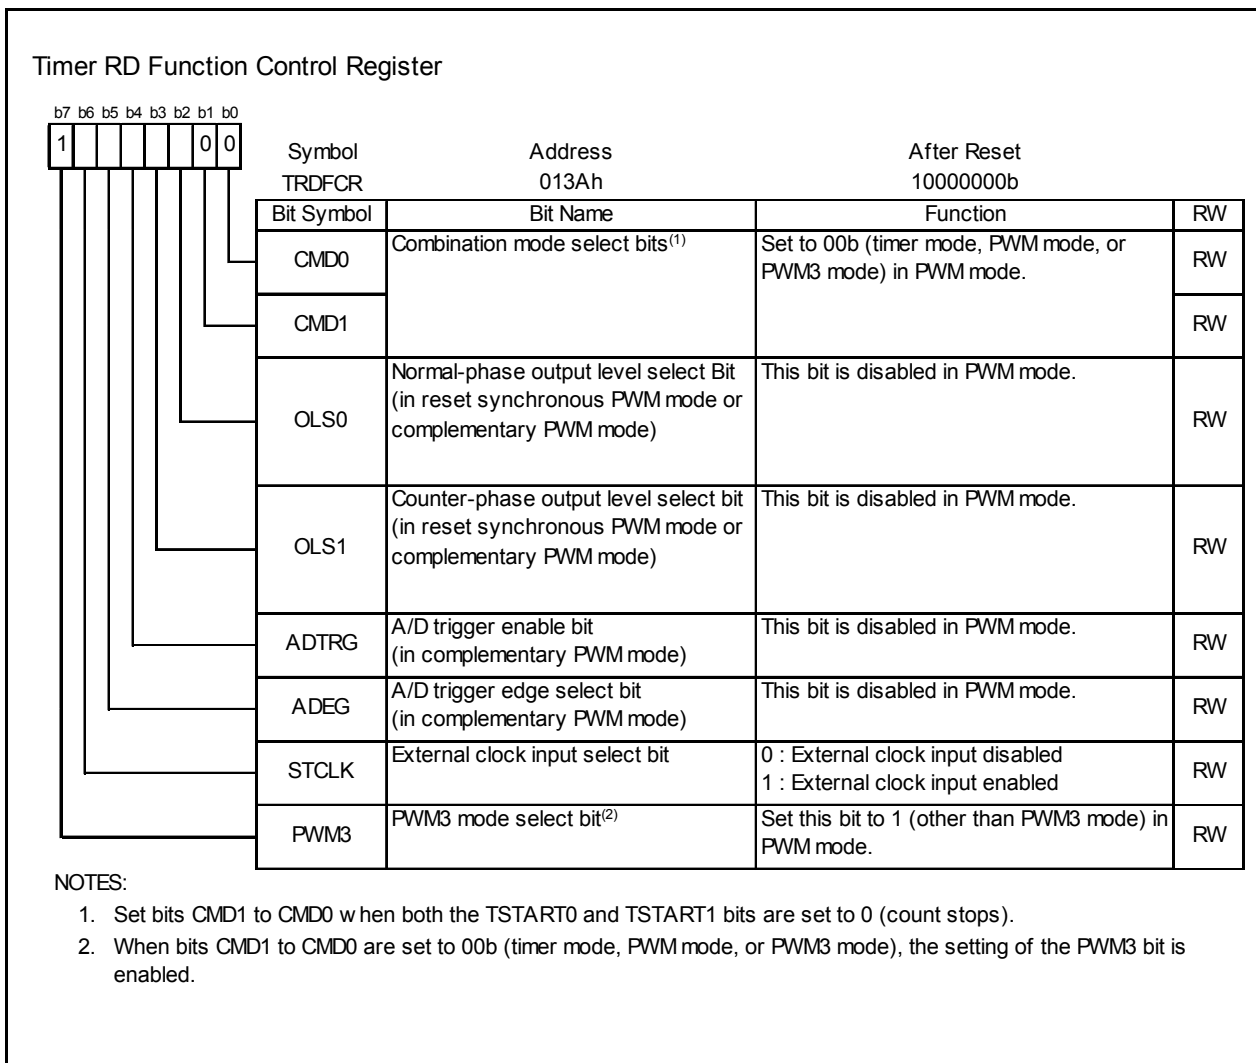 Timer RD Function Control Register
b7 b6 b5 b4 b3 b2 b1 b0
1 0 0
Symbol Address After Reset
TRDFCR 013Ah 10000000b
Bit Symbol Bit Name Function RW
CMD0 Combination mode select bits(1) Set to 00b (timer mode, PWM mode, or RW
PWM3 mode) in PWM mode.
CMD1 RW
Normal-phase output level select Bit This bit is disabled in PWM mode.
(in reset synchronous PWM mode or
OLS0 complementary PWM mode) RW
Counter-phase output level select bit This bit is disabled in PWM mode.
(in reset synchronous PWM mode or
OLS1 complementary PWM mode) RW
ADTRG A/D trigger enable bit This bit is disabled in PWM mode. RW
(in complementary PWM mode)
ADEG A/D trigger edge select bit This bit is disabled in PWM mode. RW
(in complementary PWM mode)
STCLK External clock input select bit 0 : External clock input disabled RW
1 : External clock input enabled
PWM3 PWM3 mode select bit(2) Set this bit to 1 (other than PWM3 mode) in RW
PWM mode.
NOTES:
1. Set bits CMD1 to CMD0 w hen both the TSTART0 and TSTART1 bits are set to 0 (count stops).
2. When bits CMD1 to CMD0 are set to 00b (timer mode, PWM mode, or PWM3 mode), the setting of the PWM3 bit is
enabled.